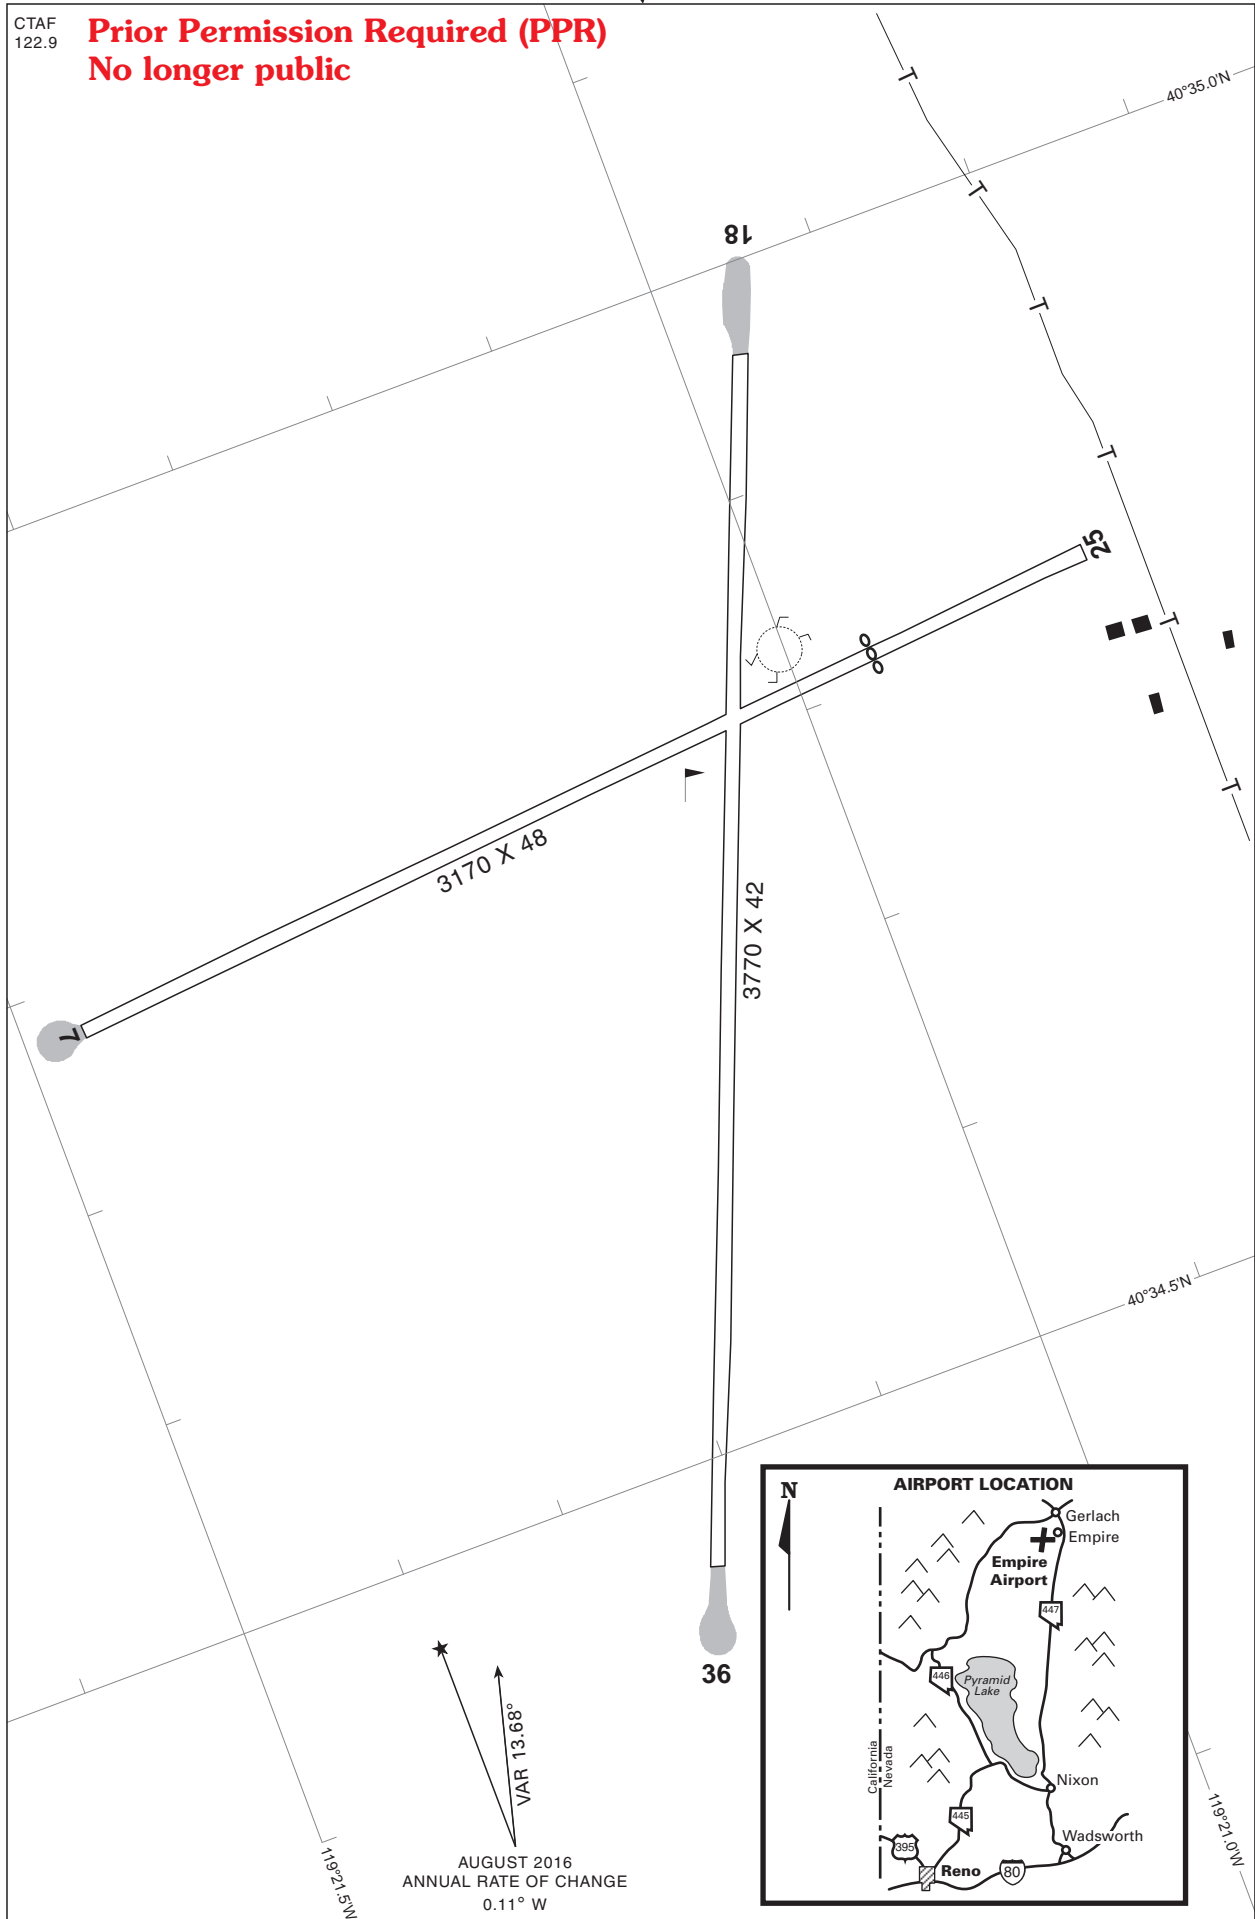 CTAF
122.9
Prior Permission Required (PPR)
No longer public
40°35.0'N
18
25
3170 X 48
3770 X 42
7
40°34.5'N
36
VAR 13.68°
AUGUST 2016
ANNUAL RATE OF CHANGE
0.11° W
119°21.5'W
119°21.0'W
AIRPORT LOCATION
N
Gerlach
Empire
Empire
Airport
447
446
Pyramid
Lake
California
Nevada
Nixon
445
Wadsworth
395
Reno
80